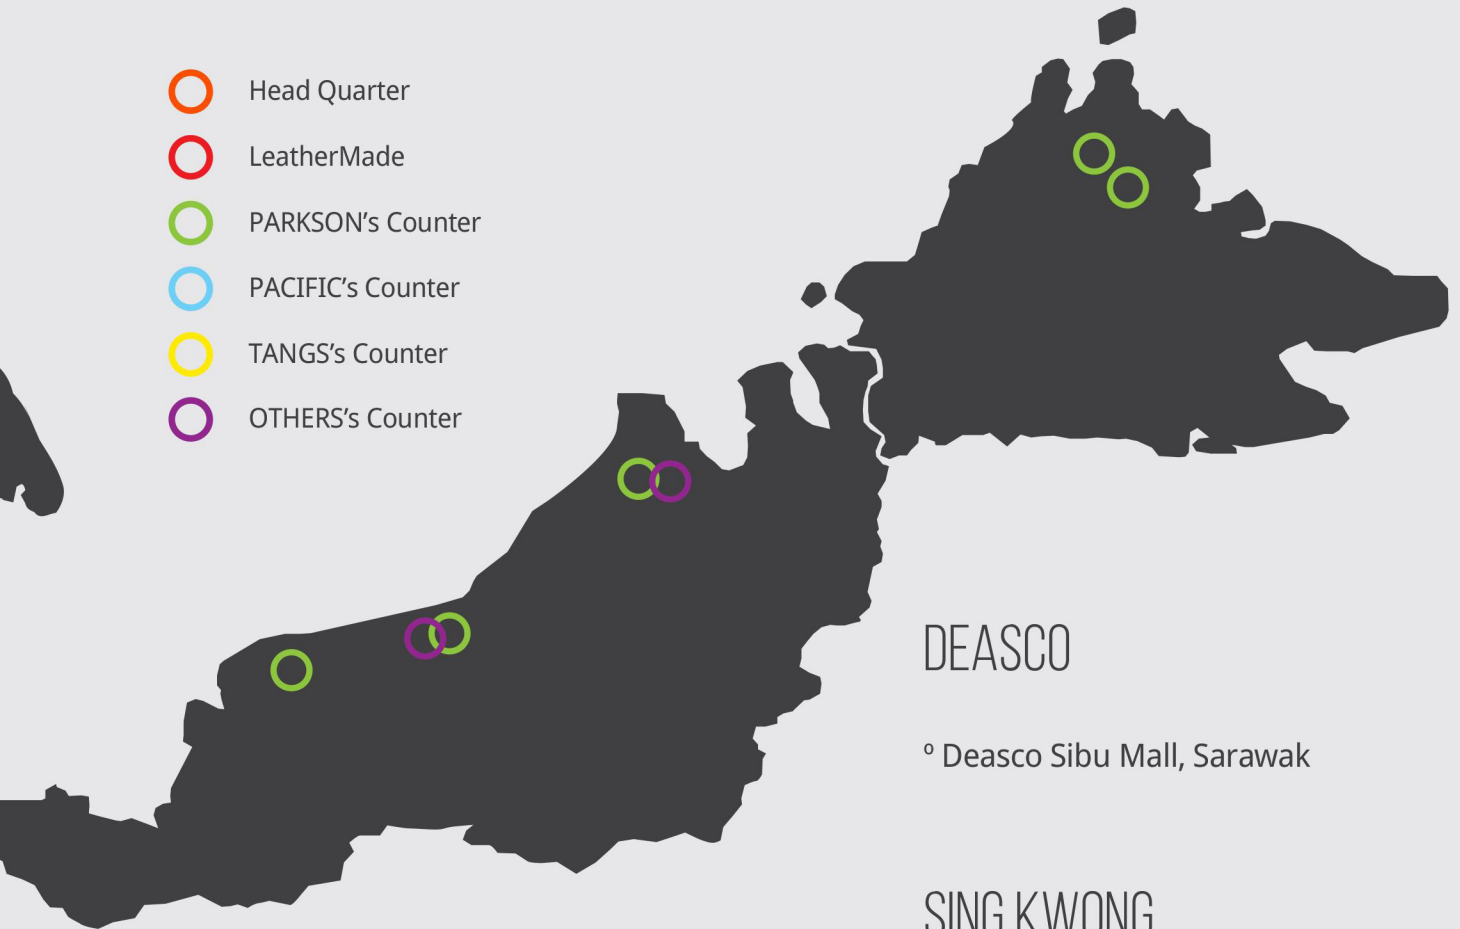 Head Quarter
LeatherMade
PARKSON’s Counter
PACIFIC’s Counter
TANGS’s Counter
OTHERS’s Counter
DEASCO
º Deasco Sibu Mall, Sarawak
SING KWONG